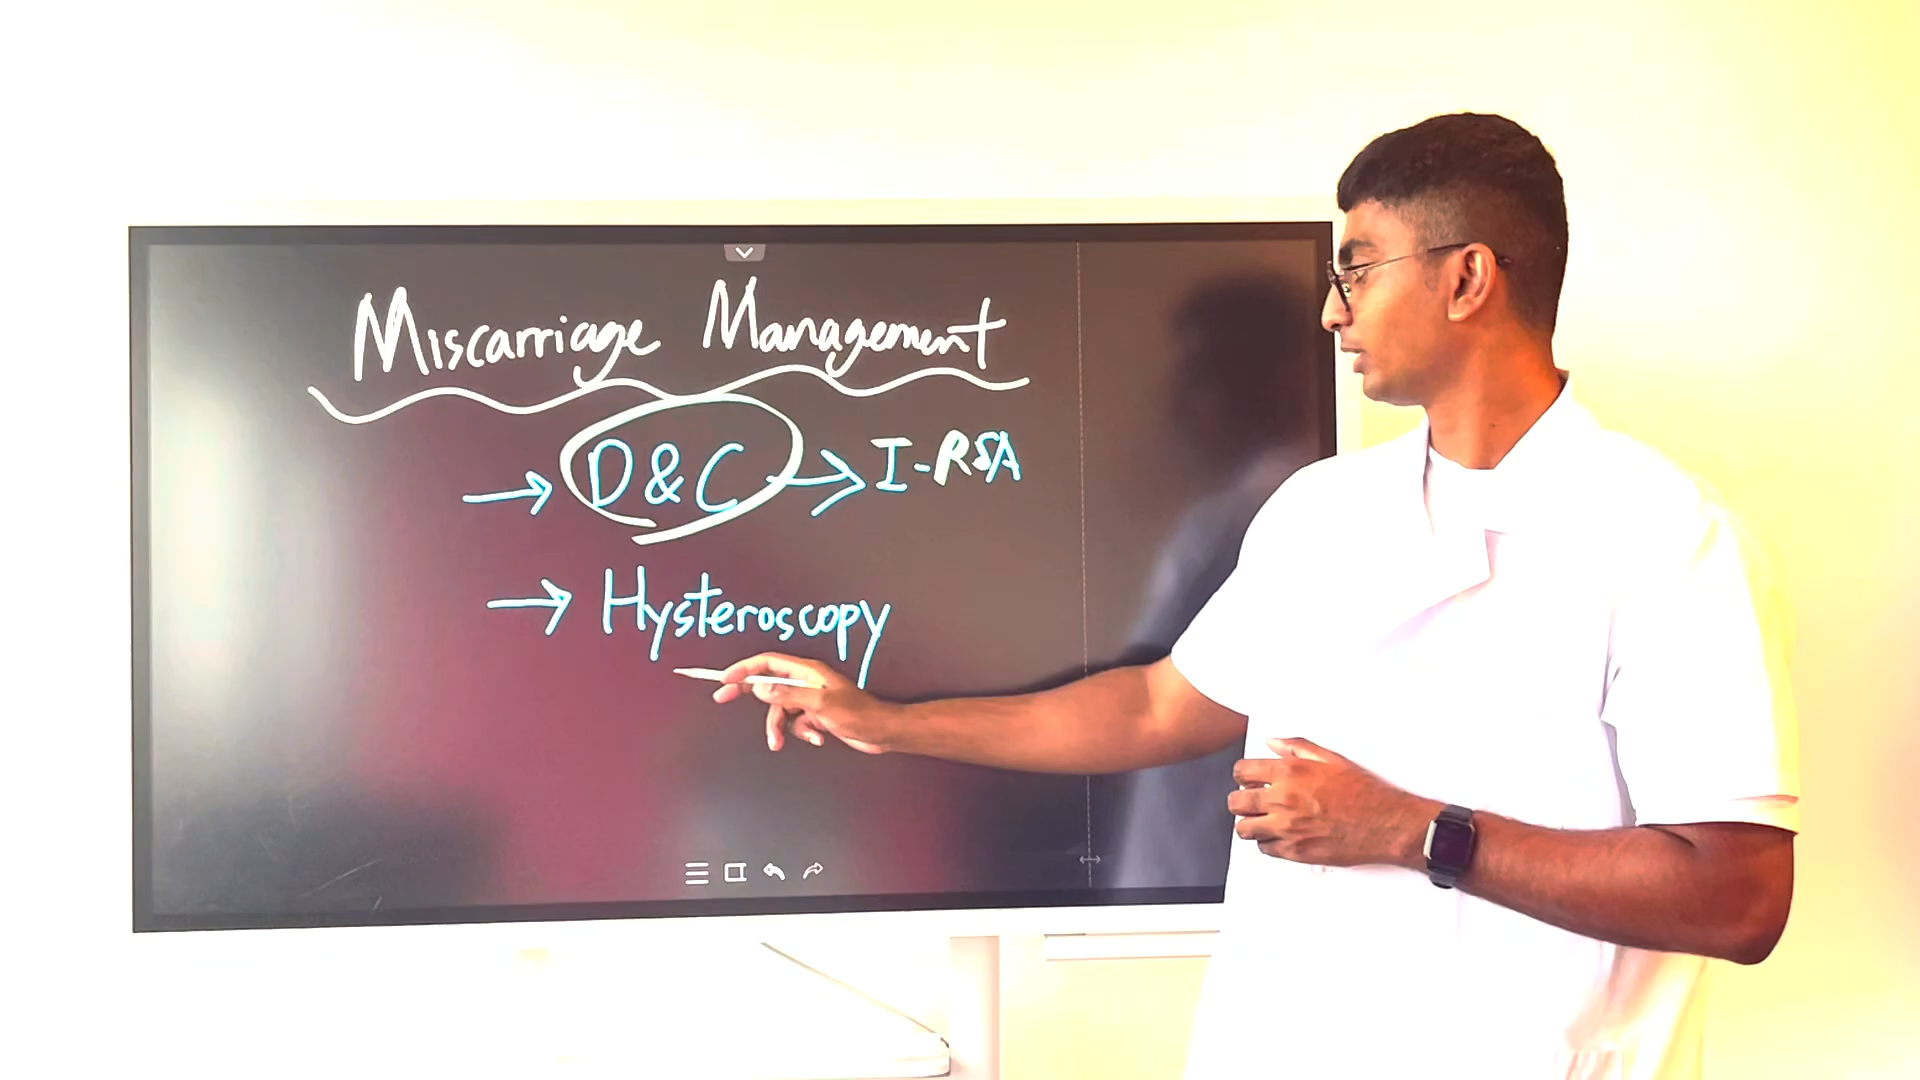 Miscarriage Management
→ D&C → I-RSA
→ Hysteroscopy